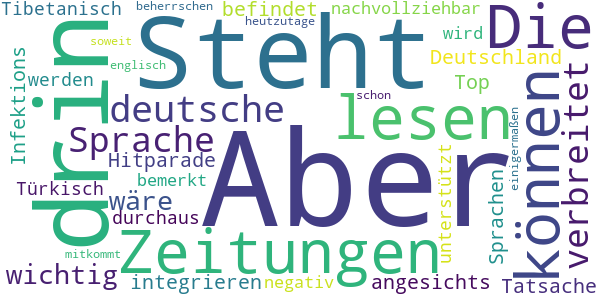 Tibetanisch
beherrschen
befindet
nachvollziehbar
heutzutage
Die
soweit
Steht
wird
drin
englisch
Deutschland
Infektions
werden
Top
schon
deutsche
lesen
können
verbreitet
Sprache
Aber
einigermaßen
Hitparade
unterstützt
Sprachen
Türkisch
bemerkt
wäre
durchaus
Zeitungen
mitkommt
wichtig
integrieren
negativ
angesichts
Tatsache